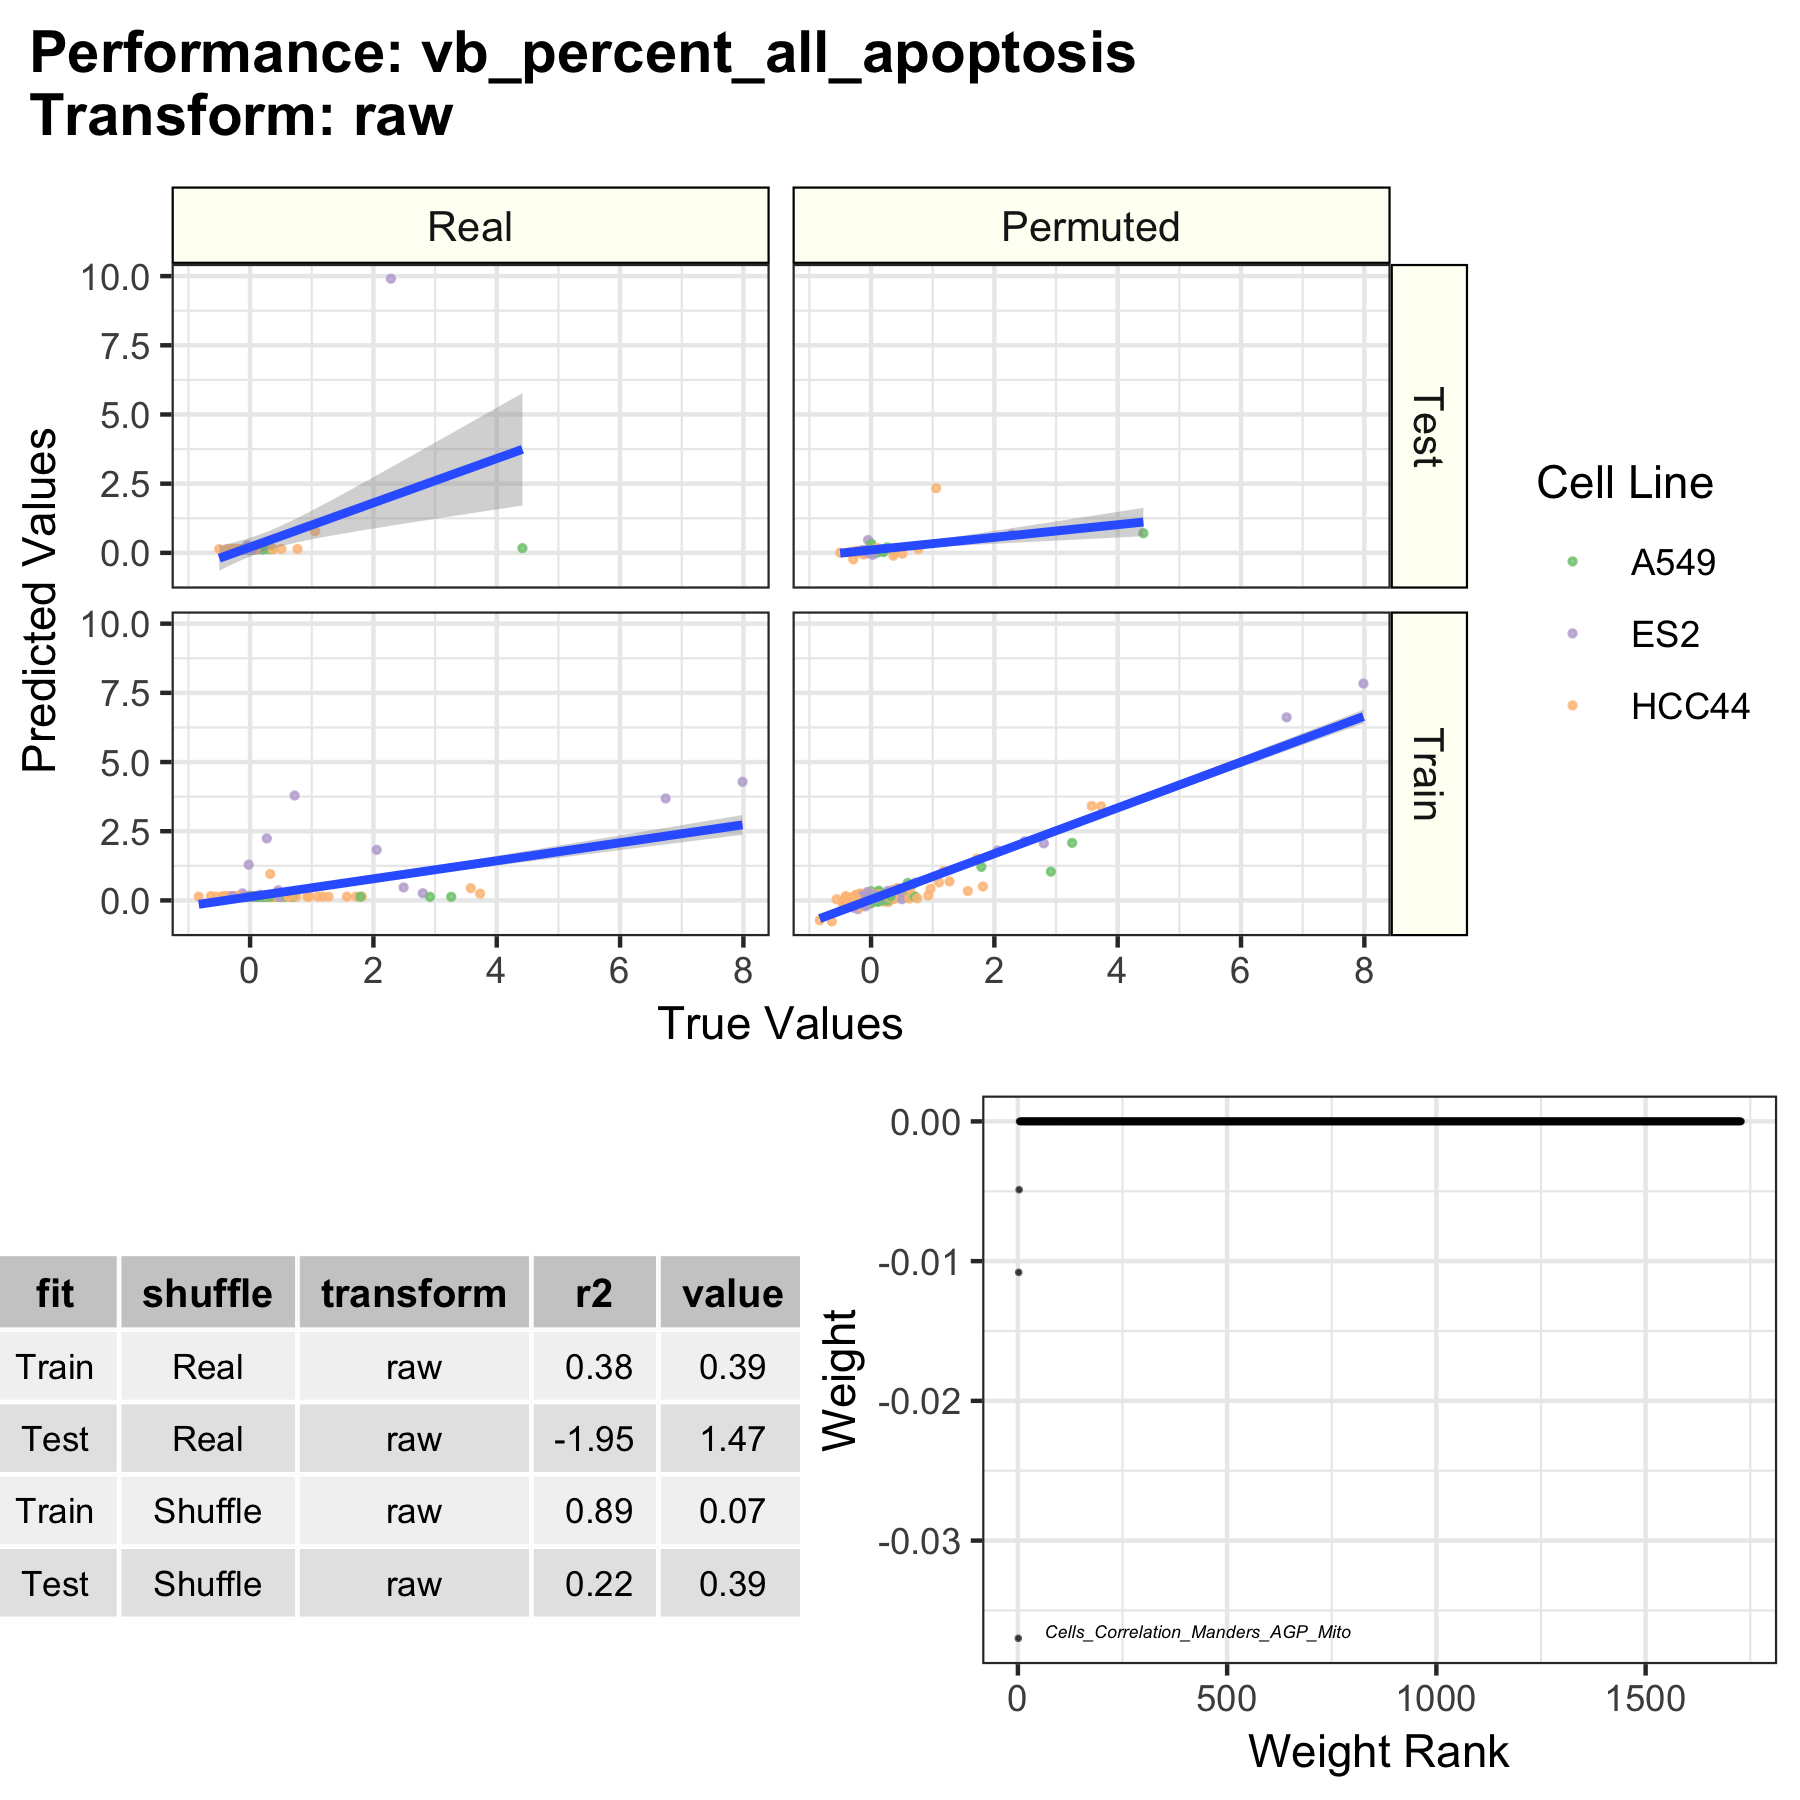 Performance: vb_percent_all_apoptosis
Transform: raw
Real
Permuted
10.0
7.5
5.0
2.5
0.0
Test
10.0
7.5
5.0
2.5
0.0
Train
Predicted Values
0 2 4 6 8
0 2 4 6 8
True Values
Cell Line
A549
ES2
HCC44
fit shuffle transform r2 value
Train Real raw 0.38 0.39
Test Real raw -1.95 1.47
Train Shuffle raw 0.89 0.07
Test Shuffle raw 0.22 0.39
0.00
-0.01
-0.02
-0.03
Weight
Cells_Correlation_Manders_AGP_Mito
0 500 1000 1500
Weight Rank